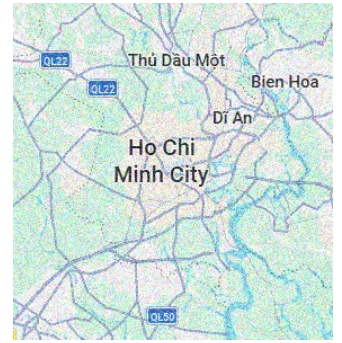 QL22
Thủ Dầu Một
QL22
Bien Hoa
Dĩ An
Ho Chi
Minh City
QL50